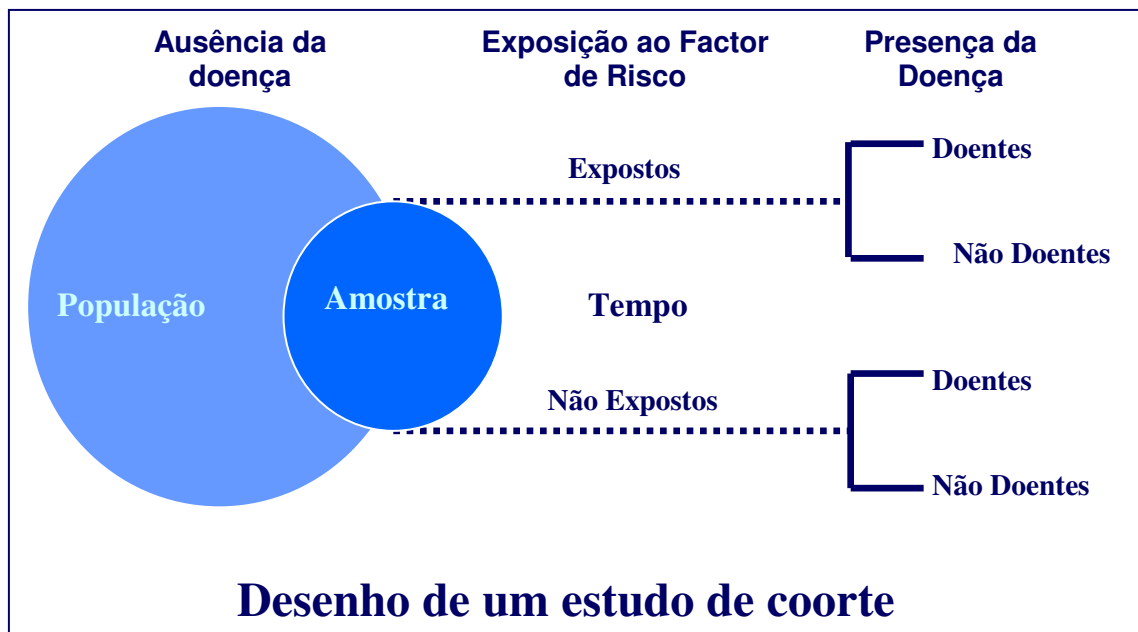 Ausência da
doença
Exposição ao Factor
de Risco
Presença da
Doença
Expostos
Doentes
Não Doentes
População
Amostra
Tempo
Não Expostos
Doentes
Não Doentes
Desenho de um estudo de coorte